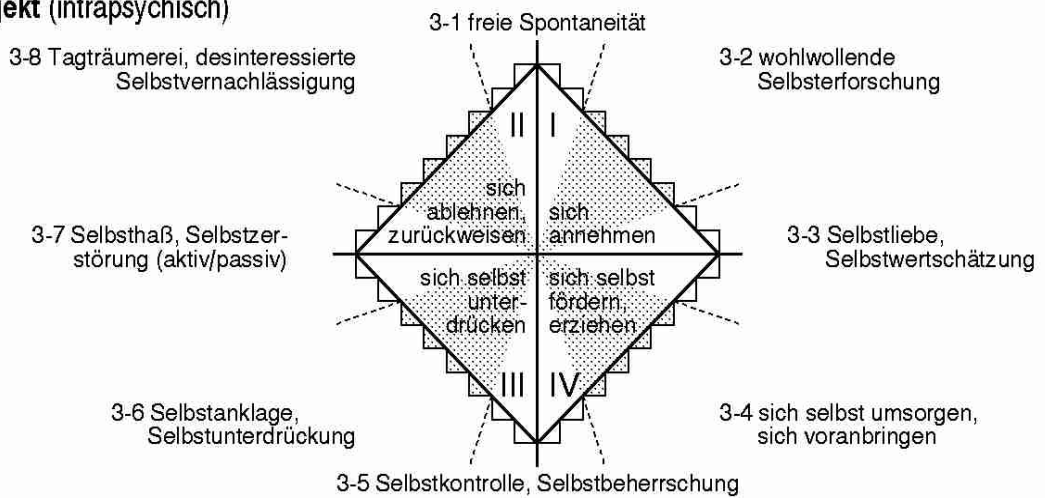 (intrapsychisch)
3-1 freie Spontaneität
3-8 Tagträumerei, desinteressierte
Selbstvernachlässigung
3-2 wohlwollende
Selbsterforschung
II
I
sich
ablehnen,
zurückweisen
sich
annehmen
3-7 Selbsthaß, Selbstzer-
störung (aktiv/passiv)
3-3 Selbstliebe,
Selbstwertschätzung
sich selbst
unter-
drücken
sich selbst
fördern,
erziehen
III
IV
3-6 Selbstanklage,
Selbstunterdrückung
3-4 sich selbst umsorgen,
sich voranbringen
3-5 Selbstkontrolle, Selbstbeherrschung